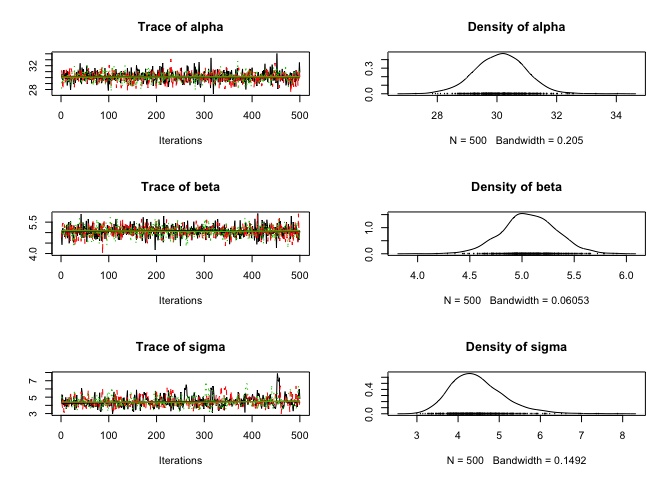 Trace of alpha
28 32
0 100 200 300 400 500
Iterations
Density of alpha
0.0 0.3
28 30 32 34
N = 500 Bandwidth = 0.205
Trace of beta
4.0 5.5
0 100 200 300 400 500
Iterations
Density of beta
0.0 1.0
4.0 4.5 5.0 5.5 6.0
N = 500 Bandwidth = 0.06053
Trace of sigma
3 5 7
0 100 200 300 400 500
Iterations
Density of sigma
0.0 0.4
3 4 5 6 7 8
N = 500 Bandwidth = 0.1492